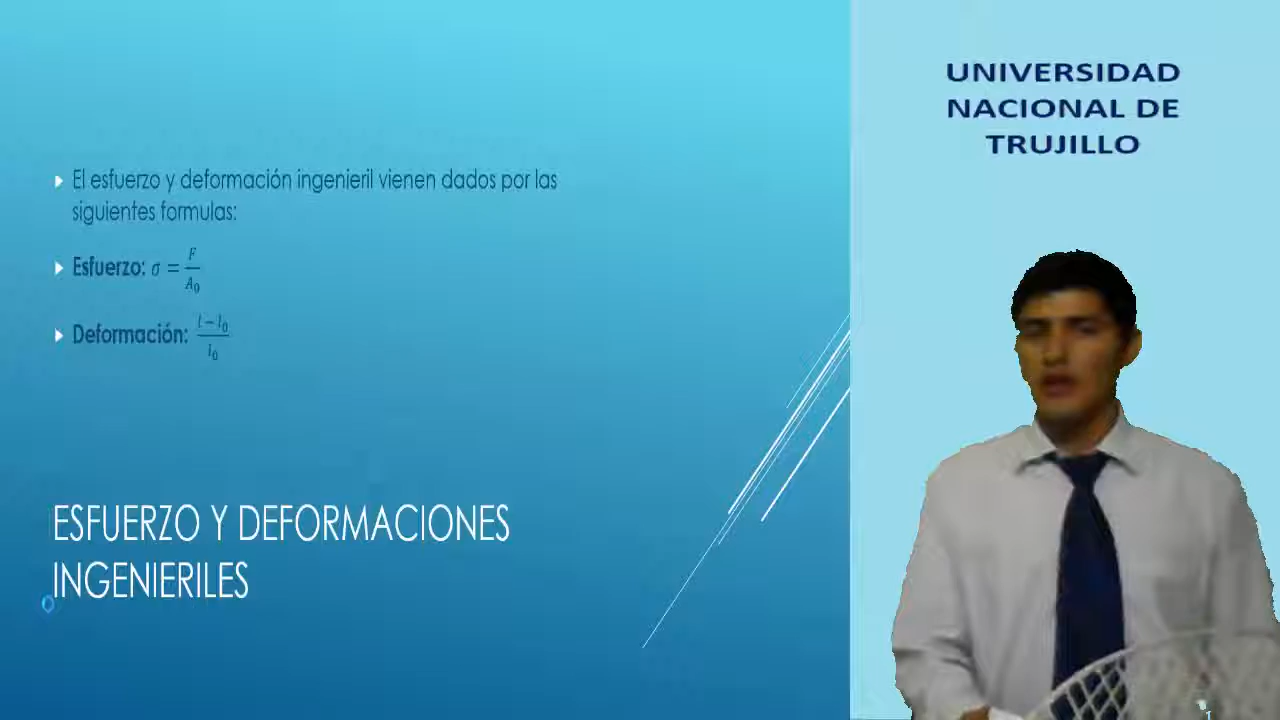 El esfuerzo y deformación ingenieril vienen dados por las
siguientes formulas:
Esfuerzo: σ = F/A₀
Deformación: l − l₀/l₀
ESFUERZO Y DEFORMACIONES
INGENIERILES
UNIVERSIDAD
NACIONAL DE
TRUJILLO